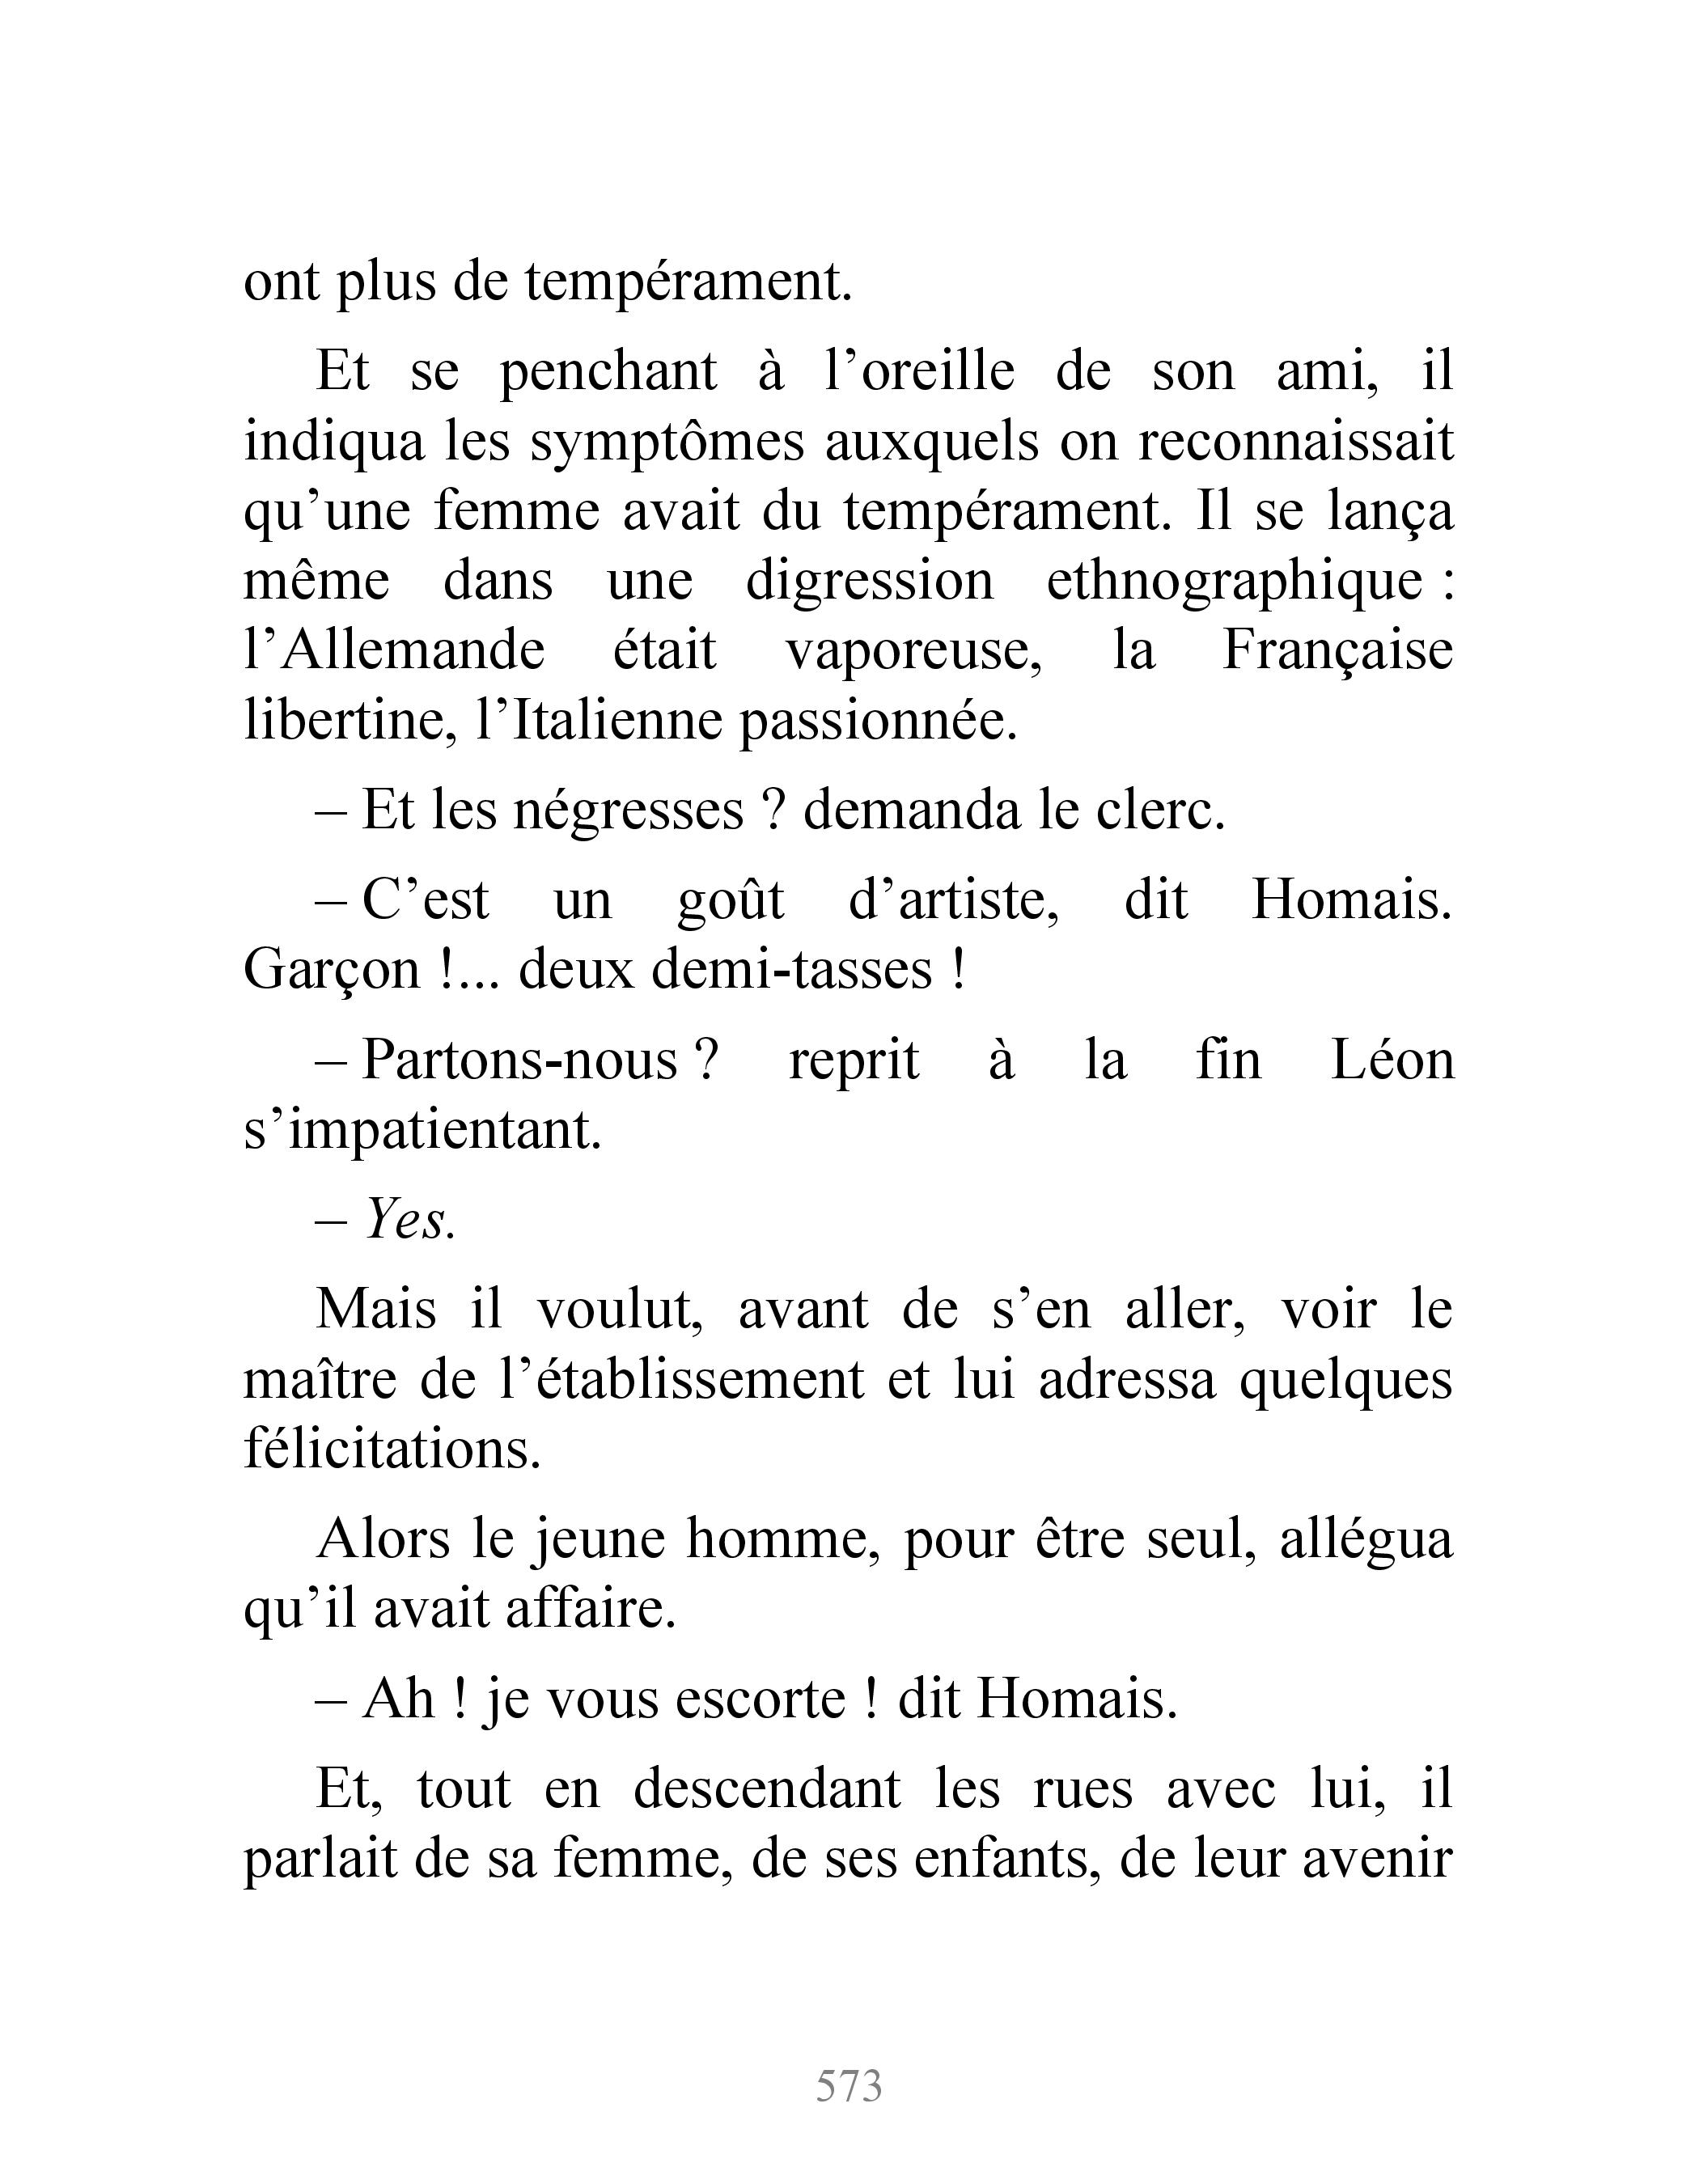 ont plus de tempérament.
Et se penchant à l’oreille de son ami, il
indiqua les symptômes auxquels on reconnaissait
qu’une femme avait du tempérament. Il se lança
même dans une digression ethnographique :
l’Allemande était vaporeuse, la Française
libertine, l’Italienne passionnée.
– Et les négresses ? demanda le clerc.
– C’est un goût d’artiste, dit Homais.
Garçon !... deux demi-tasses !
– Partons-nous ? reprit à la fin Léon
s’impatientant.
– Yes.
Mais il voulut, avant de s’en aller, voir le
maître de l’établissement et lui adressa quelques
félicitations.
Alors le jeune homme, pour être seul, allégua
qu’il avait affaire.
– Ah ! je vous escorte ! dit Homais.
Et, tout en descendant les rues avec lui, il
parlait de sa femme, de ses enfants, de leur avenir
573